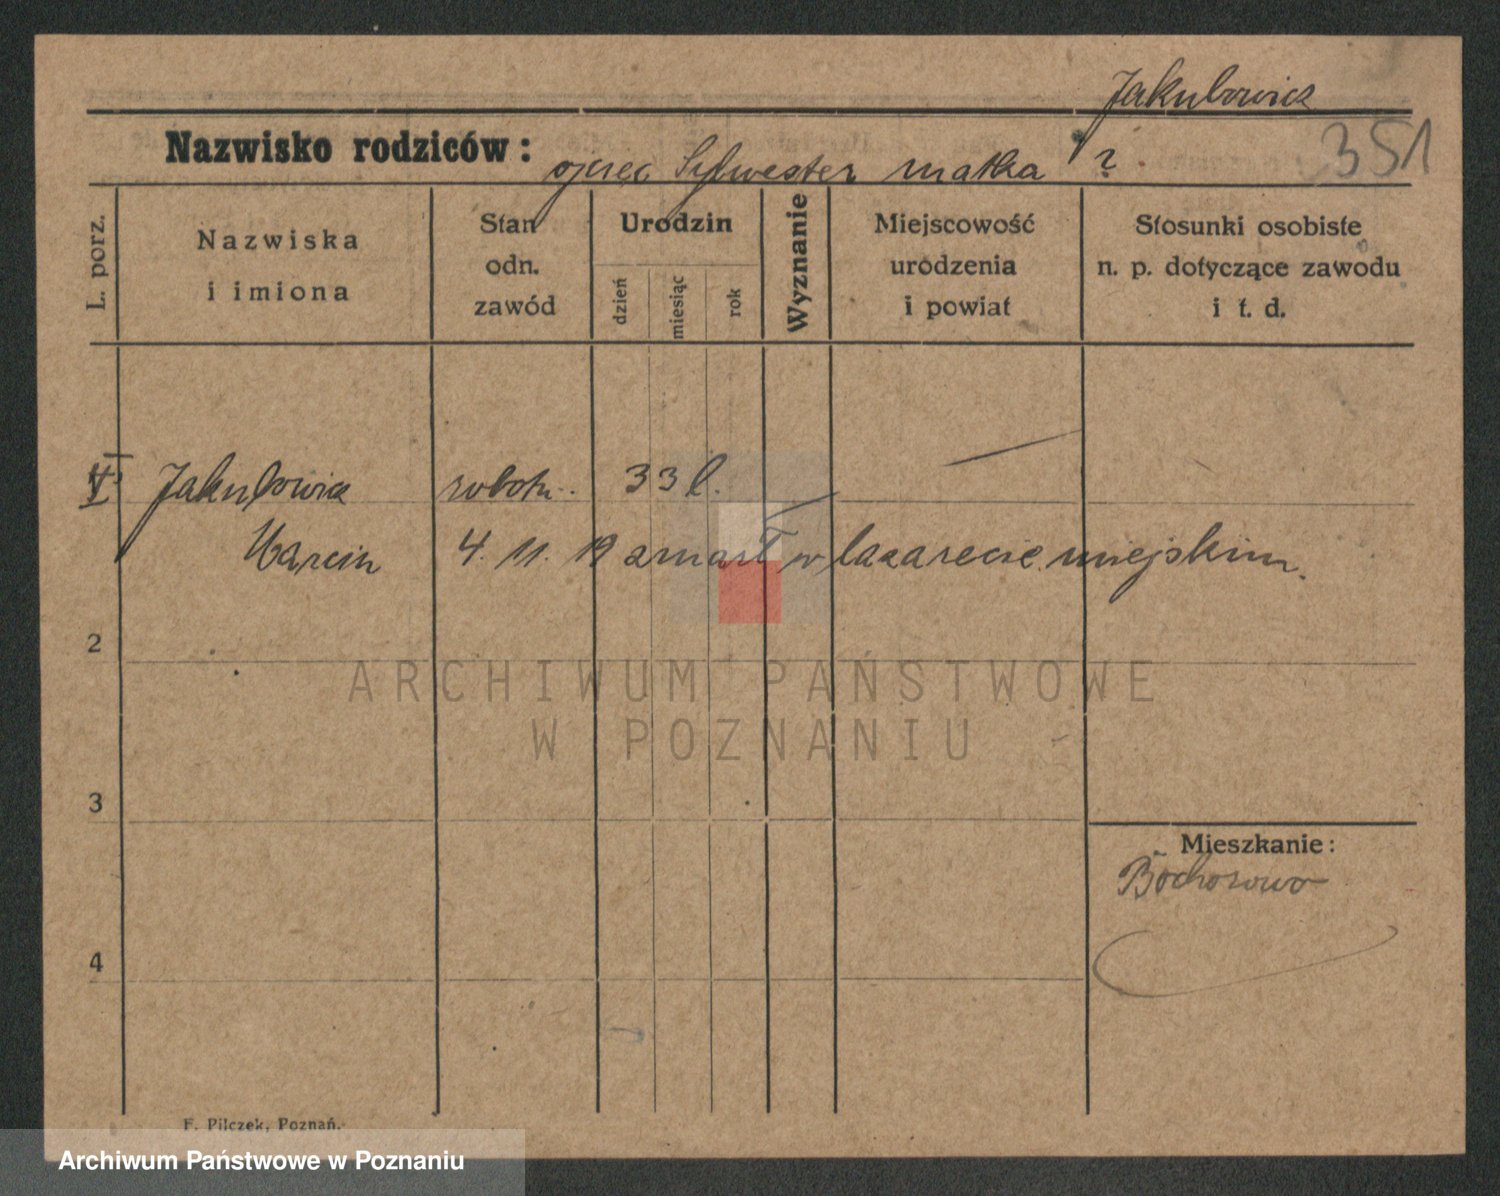 Jakubowicz
351
Nazwisko rodziców: ojciec Sylwester matka ?
L. porz.
Nazwiska
i imiona
Stan
odn.
zawód
Urodzin
dzień
miesiąc
rok
Wyznanie
Miejscowość
urodzenia
i powiat
Stosunki osobiste
n. p. dotyczące zawodu
i t. d.
Jakubowicz robotn. 33 l.
Marcin 4. 11. 19 zmarł w lazarecie miejskim.
2
ARCHIWUM PAŃSTWOWE
W POZNANIU
3
Mieszkanie:
4
F. Pilczek, Poznań.
Archiwum Państwowe w Poznaniu